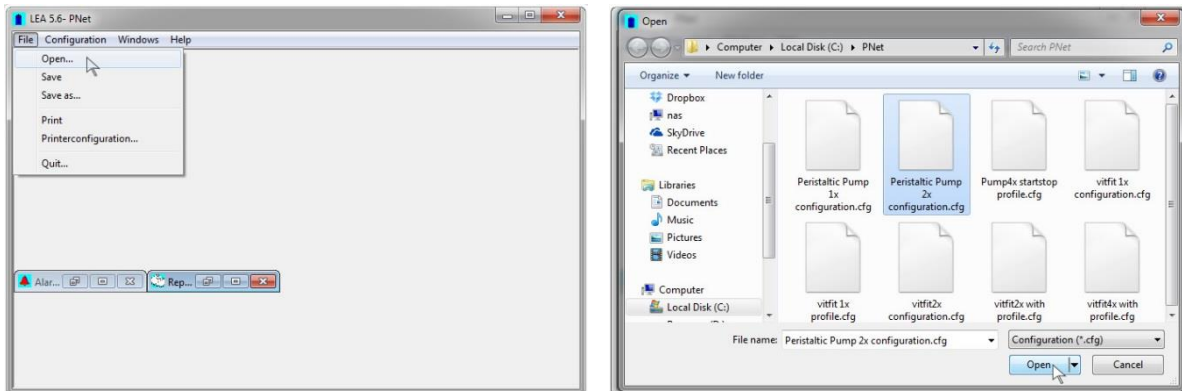 LEA 5.6- PNet
File Configuration Windows Help
Open...
Save
Save as...
Print
Printerconfiguration...
Quit...
Alar...
Rep...
Open
Computer Local Disk (C:) PNet
Search PNet
Organize New folder
Dropbox
nas
SkyDrive
Recent Places
Libraries
Documents
Music
Pictures
Videos
Computer
Local Disk (C:)
Peristaltic Pump
1x
configuration.cfg
Peristaltic Pump
2x
configuration.cfg
Pump4x startstop
profile.cfg
vitfit 1x
configuration.cfg
vitfit 1x
profile.cfg
vitfit2x
configuration.cfg
vitfit2x with
profile.cfg
vitfit4x with
profile.cfg
File name: Peristaltic Pump 2x configuration.cfg
Configuration (*.cfg)
Open Cancel